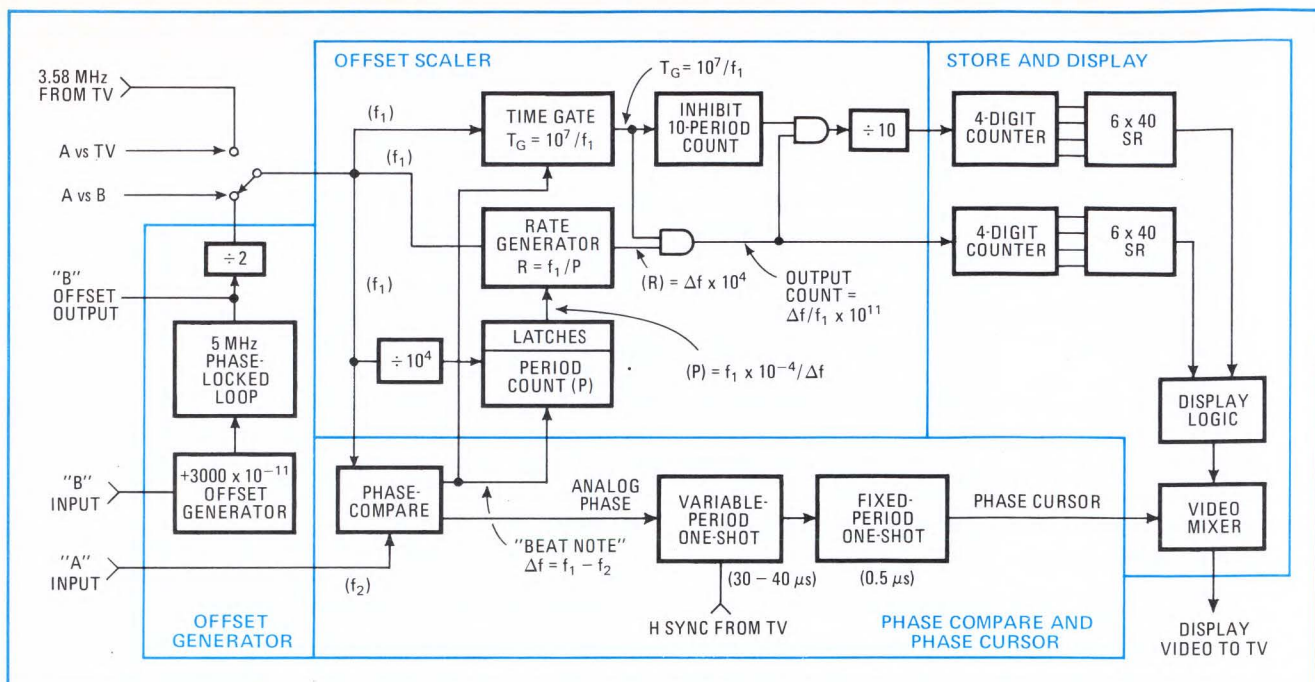 3.58 MHz
FROM TV
A vs TV
A vs B
÷ 2
"B"
OFFSET
OUTPUT
5 MHz
PHASE-
LOCKED
LOOP
"B"
INPUT
+3000 x 10⁻¹¹
OFFSET
GENERATOR
"A"
INPUT
OFFSET
GENERATOR
OFFSET SCALER
(f₁)
(f₁)
(f₁)
TIME GATE
T_G = 10⁷/f₁
T_G = 10⁷/f₁
INHIBIT
10-PERIOD
COUNT
÷ 10
RATE
GENERATOR
R = f₁/P
(R) = Δf x 10⁴
OUTPUT
COUNT =
Δf/f₁ x 10¹¹
÷ 10⁴
LATCHES
PERIOD
COUNT (P)
(P) = f₁ x 10⁻⁴/Δf
STORE AND DISPLAY
4-DIGIT
COUNTER
6 x 40
SR
4-DIGIT
COUNTER
6 x 40
SR
DISPLAY
LOGIC
VIDEO
MIXER
DISPLAY
VIDEO TO TV
PHASE-
COMPARE
(f₂)
"BEAT NOTE"
Δf = f₁ – f₂
ANALOG
PHASE
VARIABLE-
PERIOD
ONE-SHOT
(30 – 40 μs)
H SYNC FROM TV
FIXED-
PERIOD
ONE-SHOT
(0.5 μs)
PHASE CURSOR
PHASE COMPARE AND
PHASE CURSOR